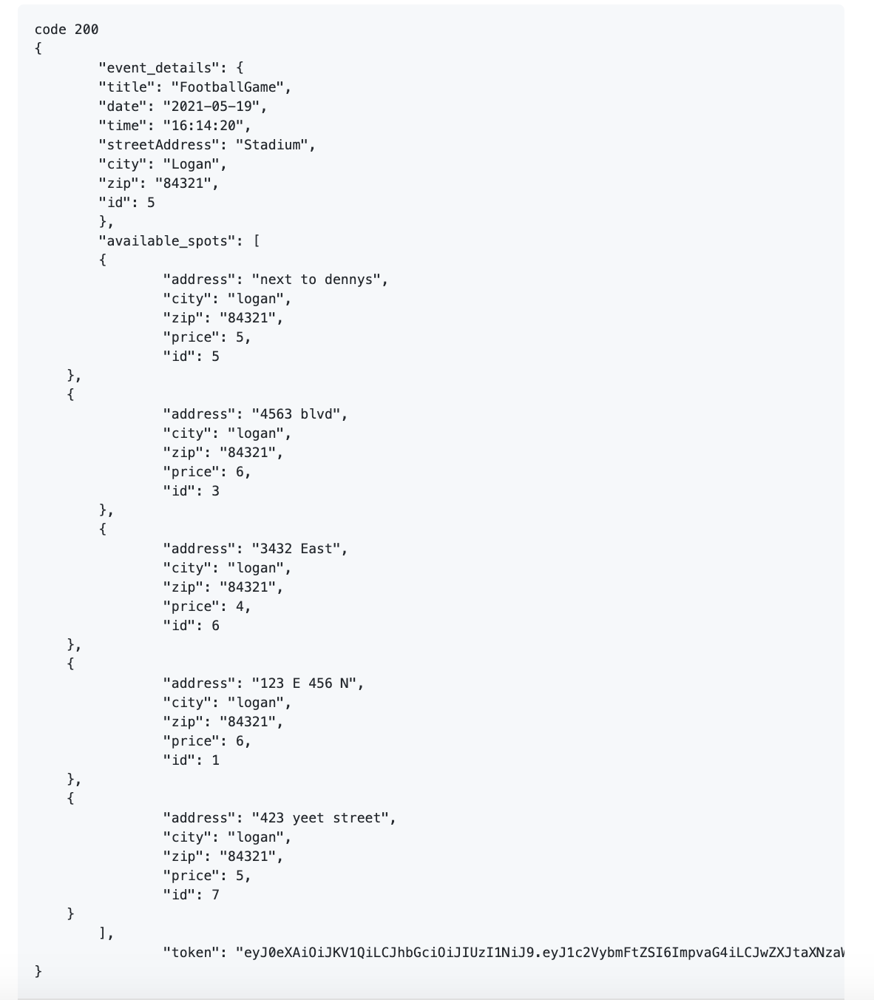 code 200
{
"event_details": {
"title": "FootballGame",
"date": "2021-05-19",
"time": "16:14:20",
"streetAddress": "Stadium",
"city": "Logan",
"zip": "84321",
"id": 5
},
"available_spots": [
{
"address": "next to dennys",
"city": "logan",
"zip": "84321",
"price": 5,
"id": 5
},
{
"address": "4563 blvd",
"city": "logan",
"zip": "84321",
"price": 6,
"id": 3
},
{
"address": "3432 East",
"city": "logan",
"zip": "84321",
"price": 4,
"id": 6
},
{
"address": "123 E 456 N",
"city": "logan",
"zip": "84321",
"price": 6,
"id": 1
},
{
"address": "423 yeet street",
"city": "logan",
"zip": "84321",
"price": 5,
"id": 7
}
],
"token": "eyJ0eXAiOiJKV1QiLCJhbGciOiJIUzI1NiJ9.eyJ1c2VybmFtZSI6ImpvaG4iLCJwZXJtaXNzaW
}